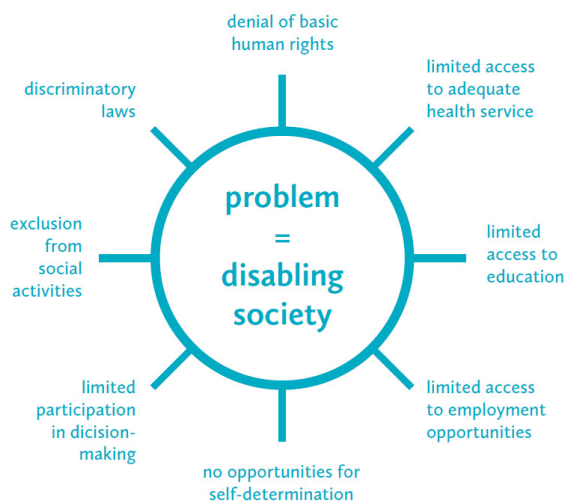 denial of basic
human rights
limited access
to adequate
health service
limited
access to
education
limited access
to employment
opportunities
no opportunities for
self-determination
limited
participation
in dicision-
making
exclusion
from
social
activities
discriminatory
laws
problem
=
disabling
society